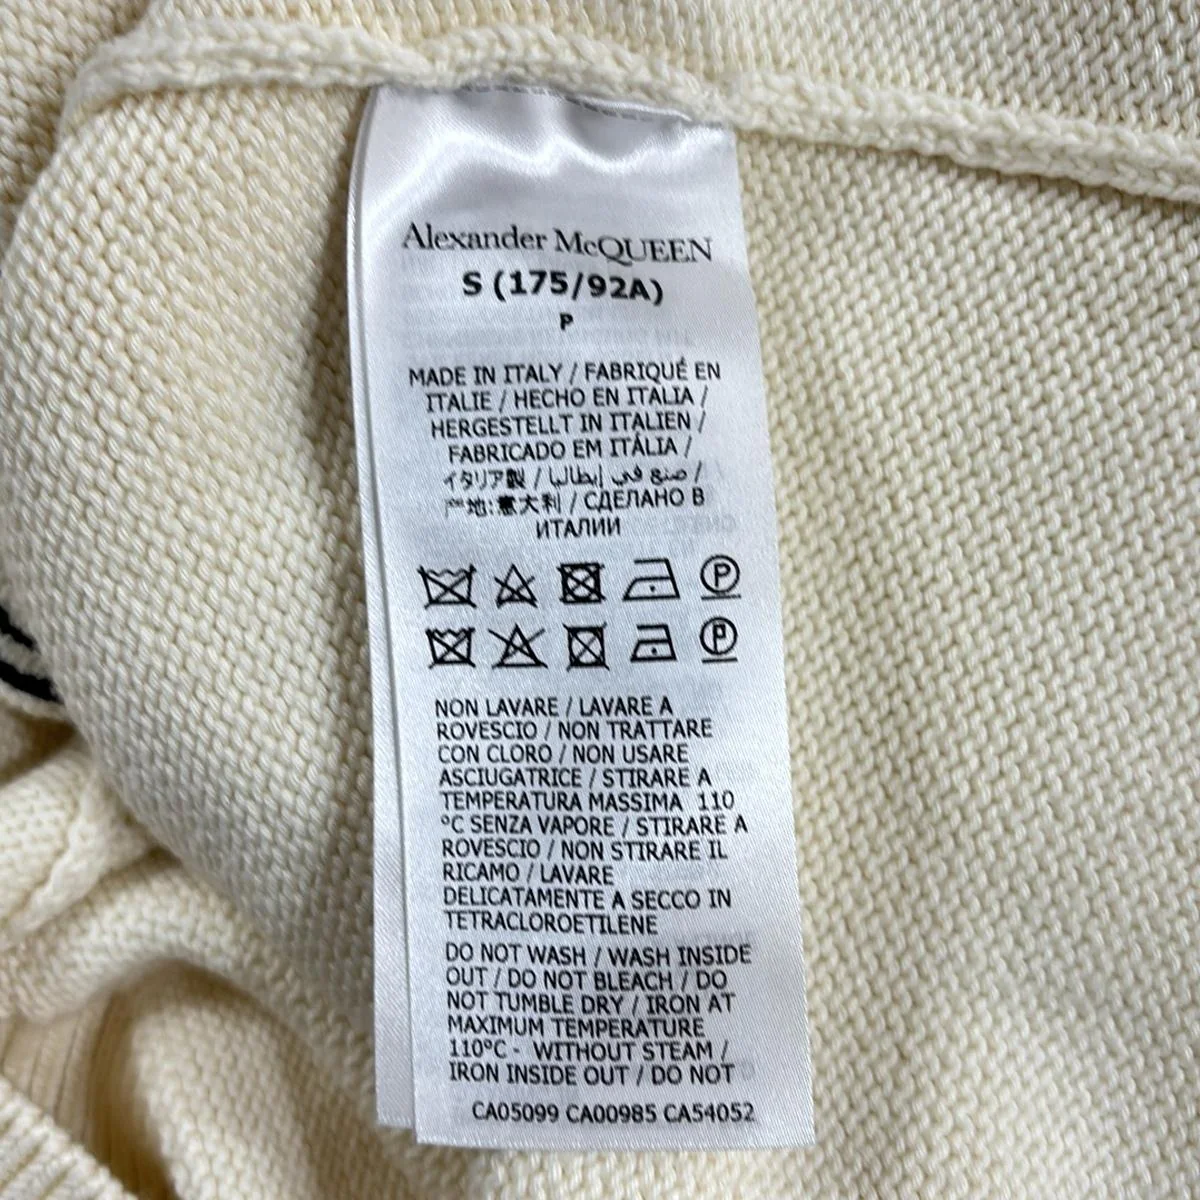 Alexander McQUEEN
S (175/92A)
P
MADE IN ITALY / FABRIQUÉ EN
ITALIE / HECHO EN ITALIA /
HERGESTELLT IN ITALIEN /
FABRICADO EM ITÁLIA /
イタリア製 / صنع في إيطاليا /
产地:意大利 / СДЕЛАНО В
ИТАЛИИ
P
P
NON LAVARE / LAVARE A
ROVESCIO / NON TRATTARE
CON CLORO / NON USARE
ASCIUGATRICE / STIRARE A
TEMPERATURA MASSIMA 110
°C SENZA VAPORE / STIRARE A
ROVESCIO / NON STIRARE IL
RICAMO / LAVARE
DELICATAMENTE A SECCO IN
TETRACLOROETILENE
DO NOT WASH / WASH INSIDE
OUT / DO NOT BLEACH / DO
NOT TUMBLE DRY / IRON AT
MAXIMUM TEMPERATURE
110°C - WITHOUT STEAM /
IRON INSIDE OUT / DO NOT
CA05099 CA00985 CA54052